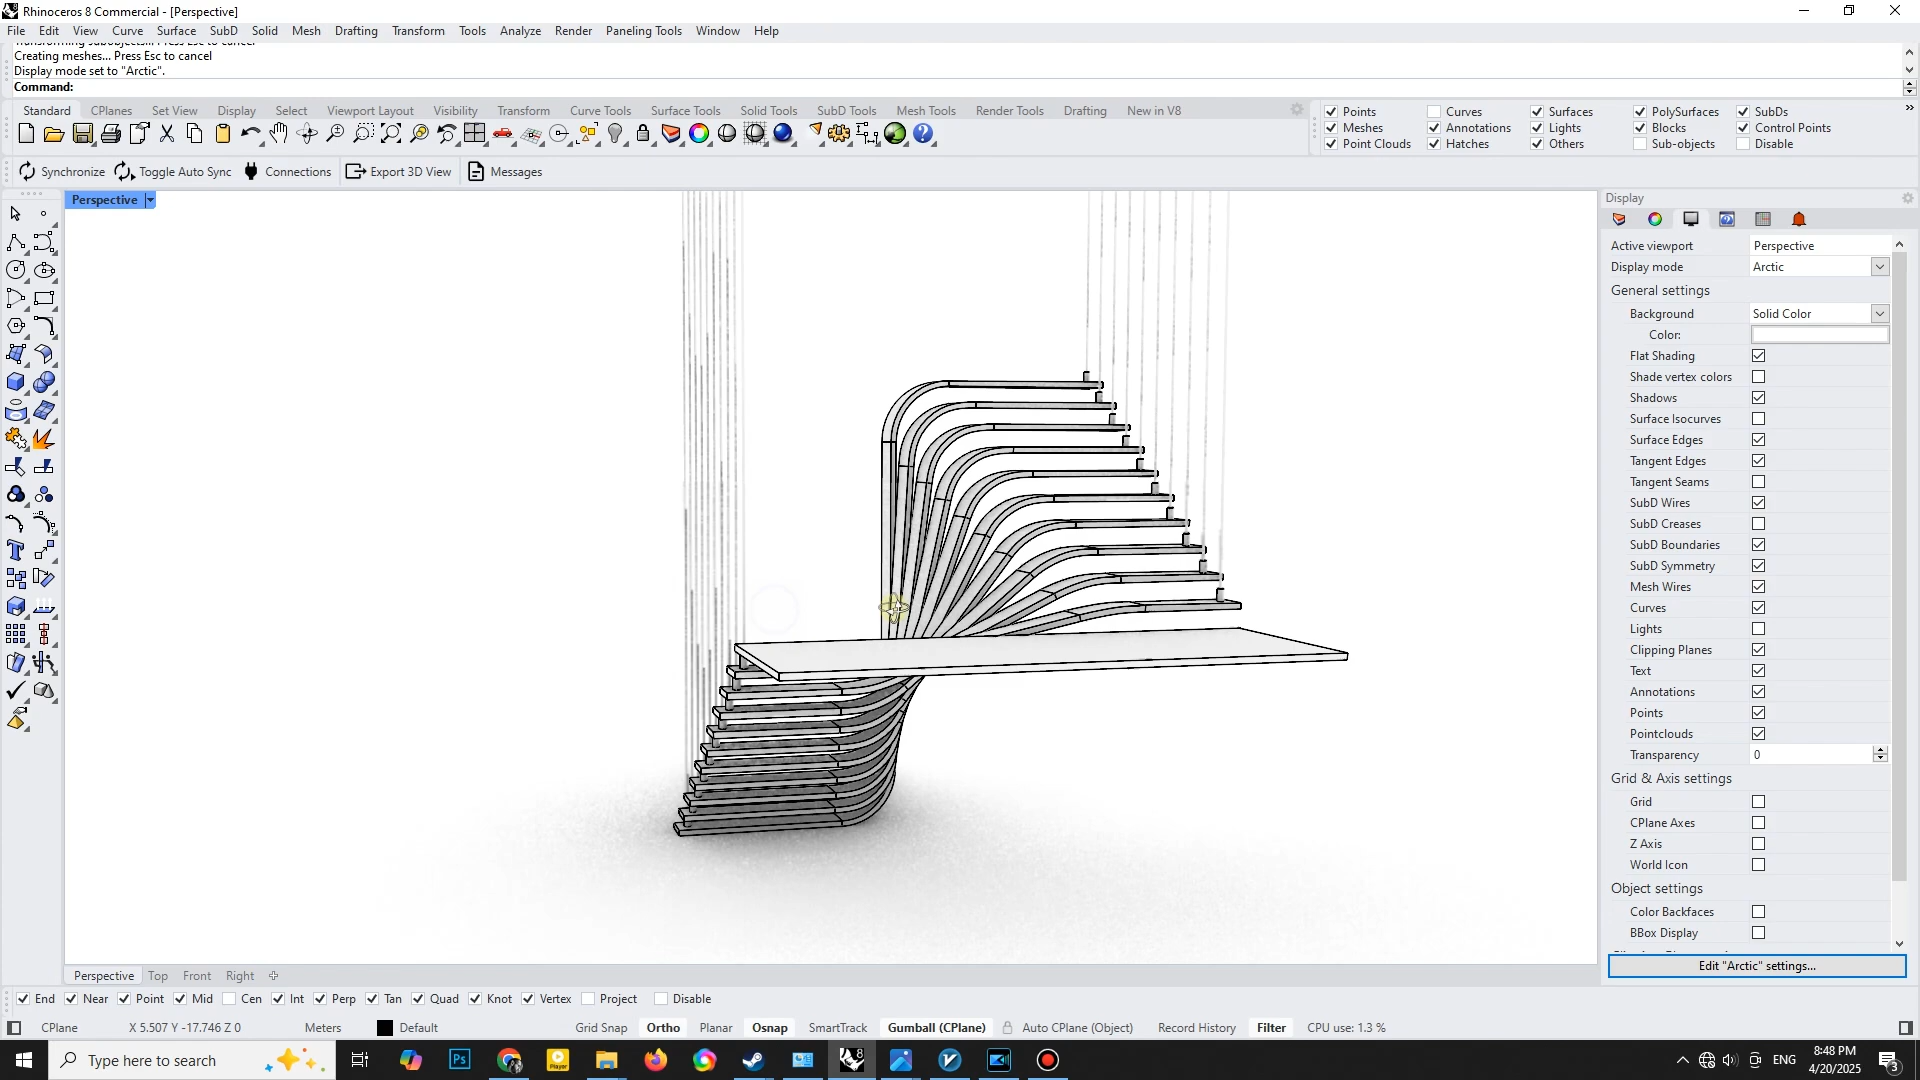 Rhinoceros 8 Commercial - [Perspective]
File Edit View Curve Surface SubD Solid Mesh Drafting Transform Tools Analyze Render Paneling Tools Window Help
Transforming subobjects... Press Esc to cancel
Creating meshes... Press Esc to cancel
Display mode set to "Arctic".
Command:
Standard CPlanes Set View Display Select Viewport Layout Visibility Transform Curve Tools Surface Tools Solid Tools SubD Tools Mesh Tools Render Tools Drafting New in V8
Points Curves Surfaces PolySurfaces SubDs
Meshes Annotations Lights Blocks Control Points
Point Clouds Hatches Others Sub-objects Disable
Synchronize Toggle Auto Sync Connections Export 3D View Messages
Perspective
Display
Active viewport Perspective
Display mode Arctic
General settings
Background Solid Color
Color:
Flat Shading
Shade vertex colors
Shadows
Surface Isocurves
Surface Edges
Tangent Edges
Tangent Seams
SubD Wires
SubD Creases
SubD Boundaries
SubD Symmetry
Mesh Wires
Curves
Lights
Clipping Planes
Text
Annotations
Points
Pointclouds
Transparency 0
Grid & Axis settings
Grid
CPlane Axes
Z Axis
World Icon
Object settings
Color Backfaces
BBox Display
Edit "Arctic" settings...
Perspective Top Front Right
End Near Point Mid Cen Int Perp Tan Quad Knot Vertex Project Disable
CPlane X 5.507 Y -17.746 Z 0 Meters Default Grid Snap Ortho Planar Osnap SmartTrack Gumball (CPlane) Auto CPlane (Object) Record History Filter CPU use: 1.3 %
Type here to search
Ps
Player
8
ENG
8:48 PM
4/20/2025
3